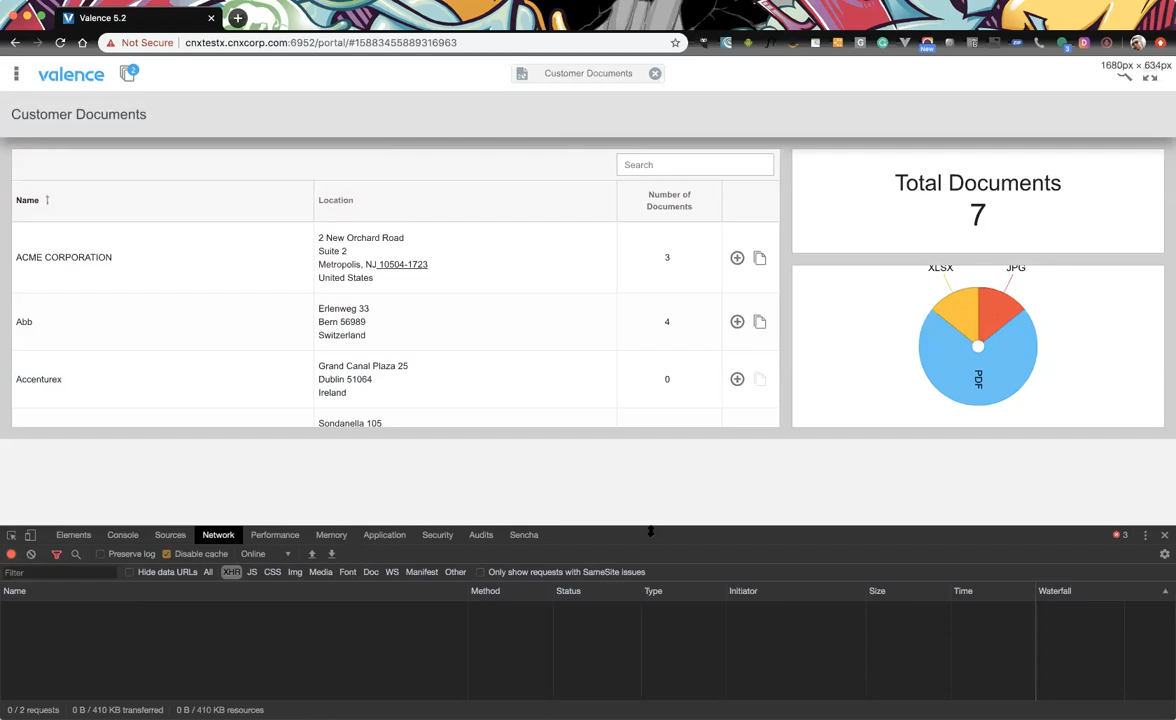 Valence 5.2
Not Secure | cnxtestx.cnxcorp.com:6952/portal/#15883455889316963
New
3
1680px × 634px
valence
2
Customer Documents
Customer Documents
Search
Name
Location
Number of
Documents
ACME CORPORATION
2 New Orchard Road
Suite 2
Metropolis, NJ 10504-1723
United States
3
Abb
Erlenweg 33
Bern 56989
Switzerland
4
Accenturex
Grand Canal Plaza 25
Dublin 51064
Ireland
0
Sondanella 105
Total Documents
7
XLSX
JPG
PDF
Elements Console Sources Network Performance Memory Application Security Audits Sencha
3
Preserve log Disable cache Online
Filter Hide data URLs All XHR JS CSS Img Media Font Doc WS Manifest Other Only show requests with SameSite issues
Name Method Status Type Initiator Size Time Waterfall
0 / 2 requests 0 B / 410 KB transferred 0 B / 410 KB resources